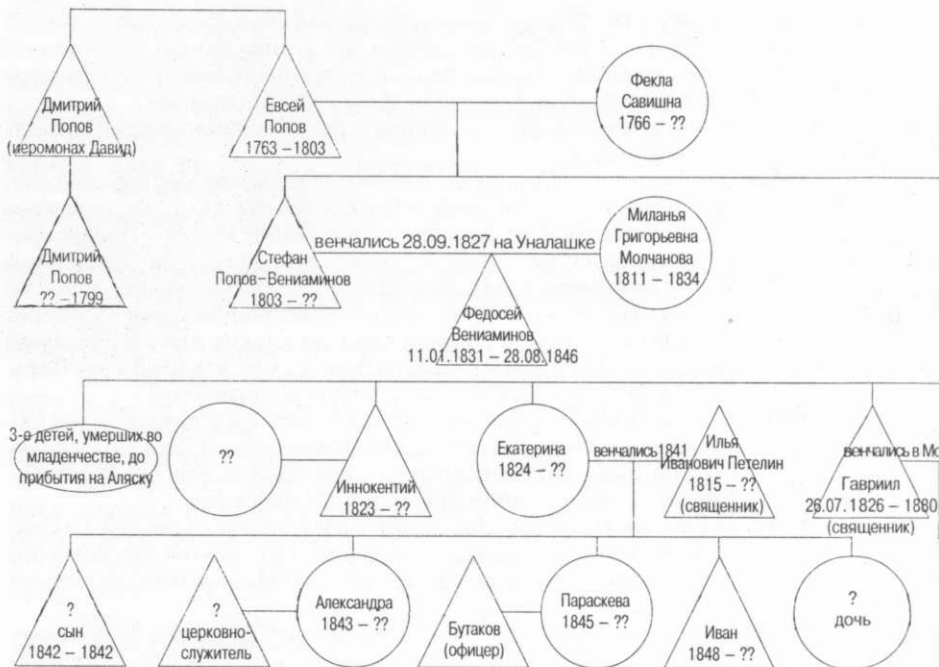 Дмитрий
Попов
(иеромонах Давид)
Евсей
Попов
1763 – 1803
Фекла
Савишна
1766 – ??
Дмитрий
Попов
?? – 1799
Стефан
Попов-Вениаминов
1803 – ??
венчались 28.09.1827 на Уналашке
Миланья
Григорьевна
Молчанова
1811 – 1834
Федосей
Вениаминов
11.01.1831 – 28.08.1846
3-е детей, умерших во
младенчестве, до
прибытия на Аляску
??
Иннокентий
1823 – ??
Екатерина
1824 – ??
венчались 1841
Илья
Иванович Петелин
1815 – ??
(священник)
венчались в Мо
Гавриил
26.07.1826 – 1880
(священник)
?
сын
1842 – 1842
?
церковно-
служитель
Александра
1843 – ??
Бутаков
(офицер)
Параскева
1845 – ??
Иван
1848 – ??
?
дочь